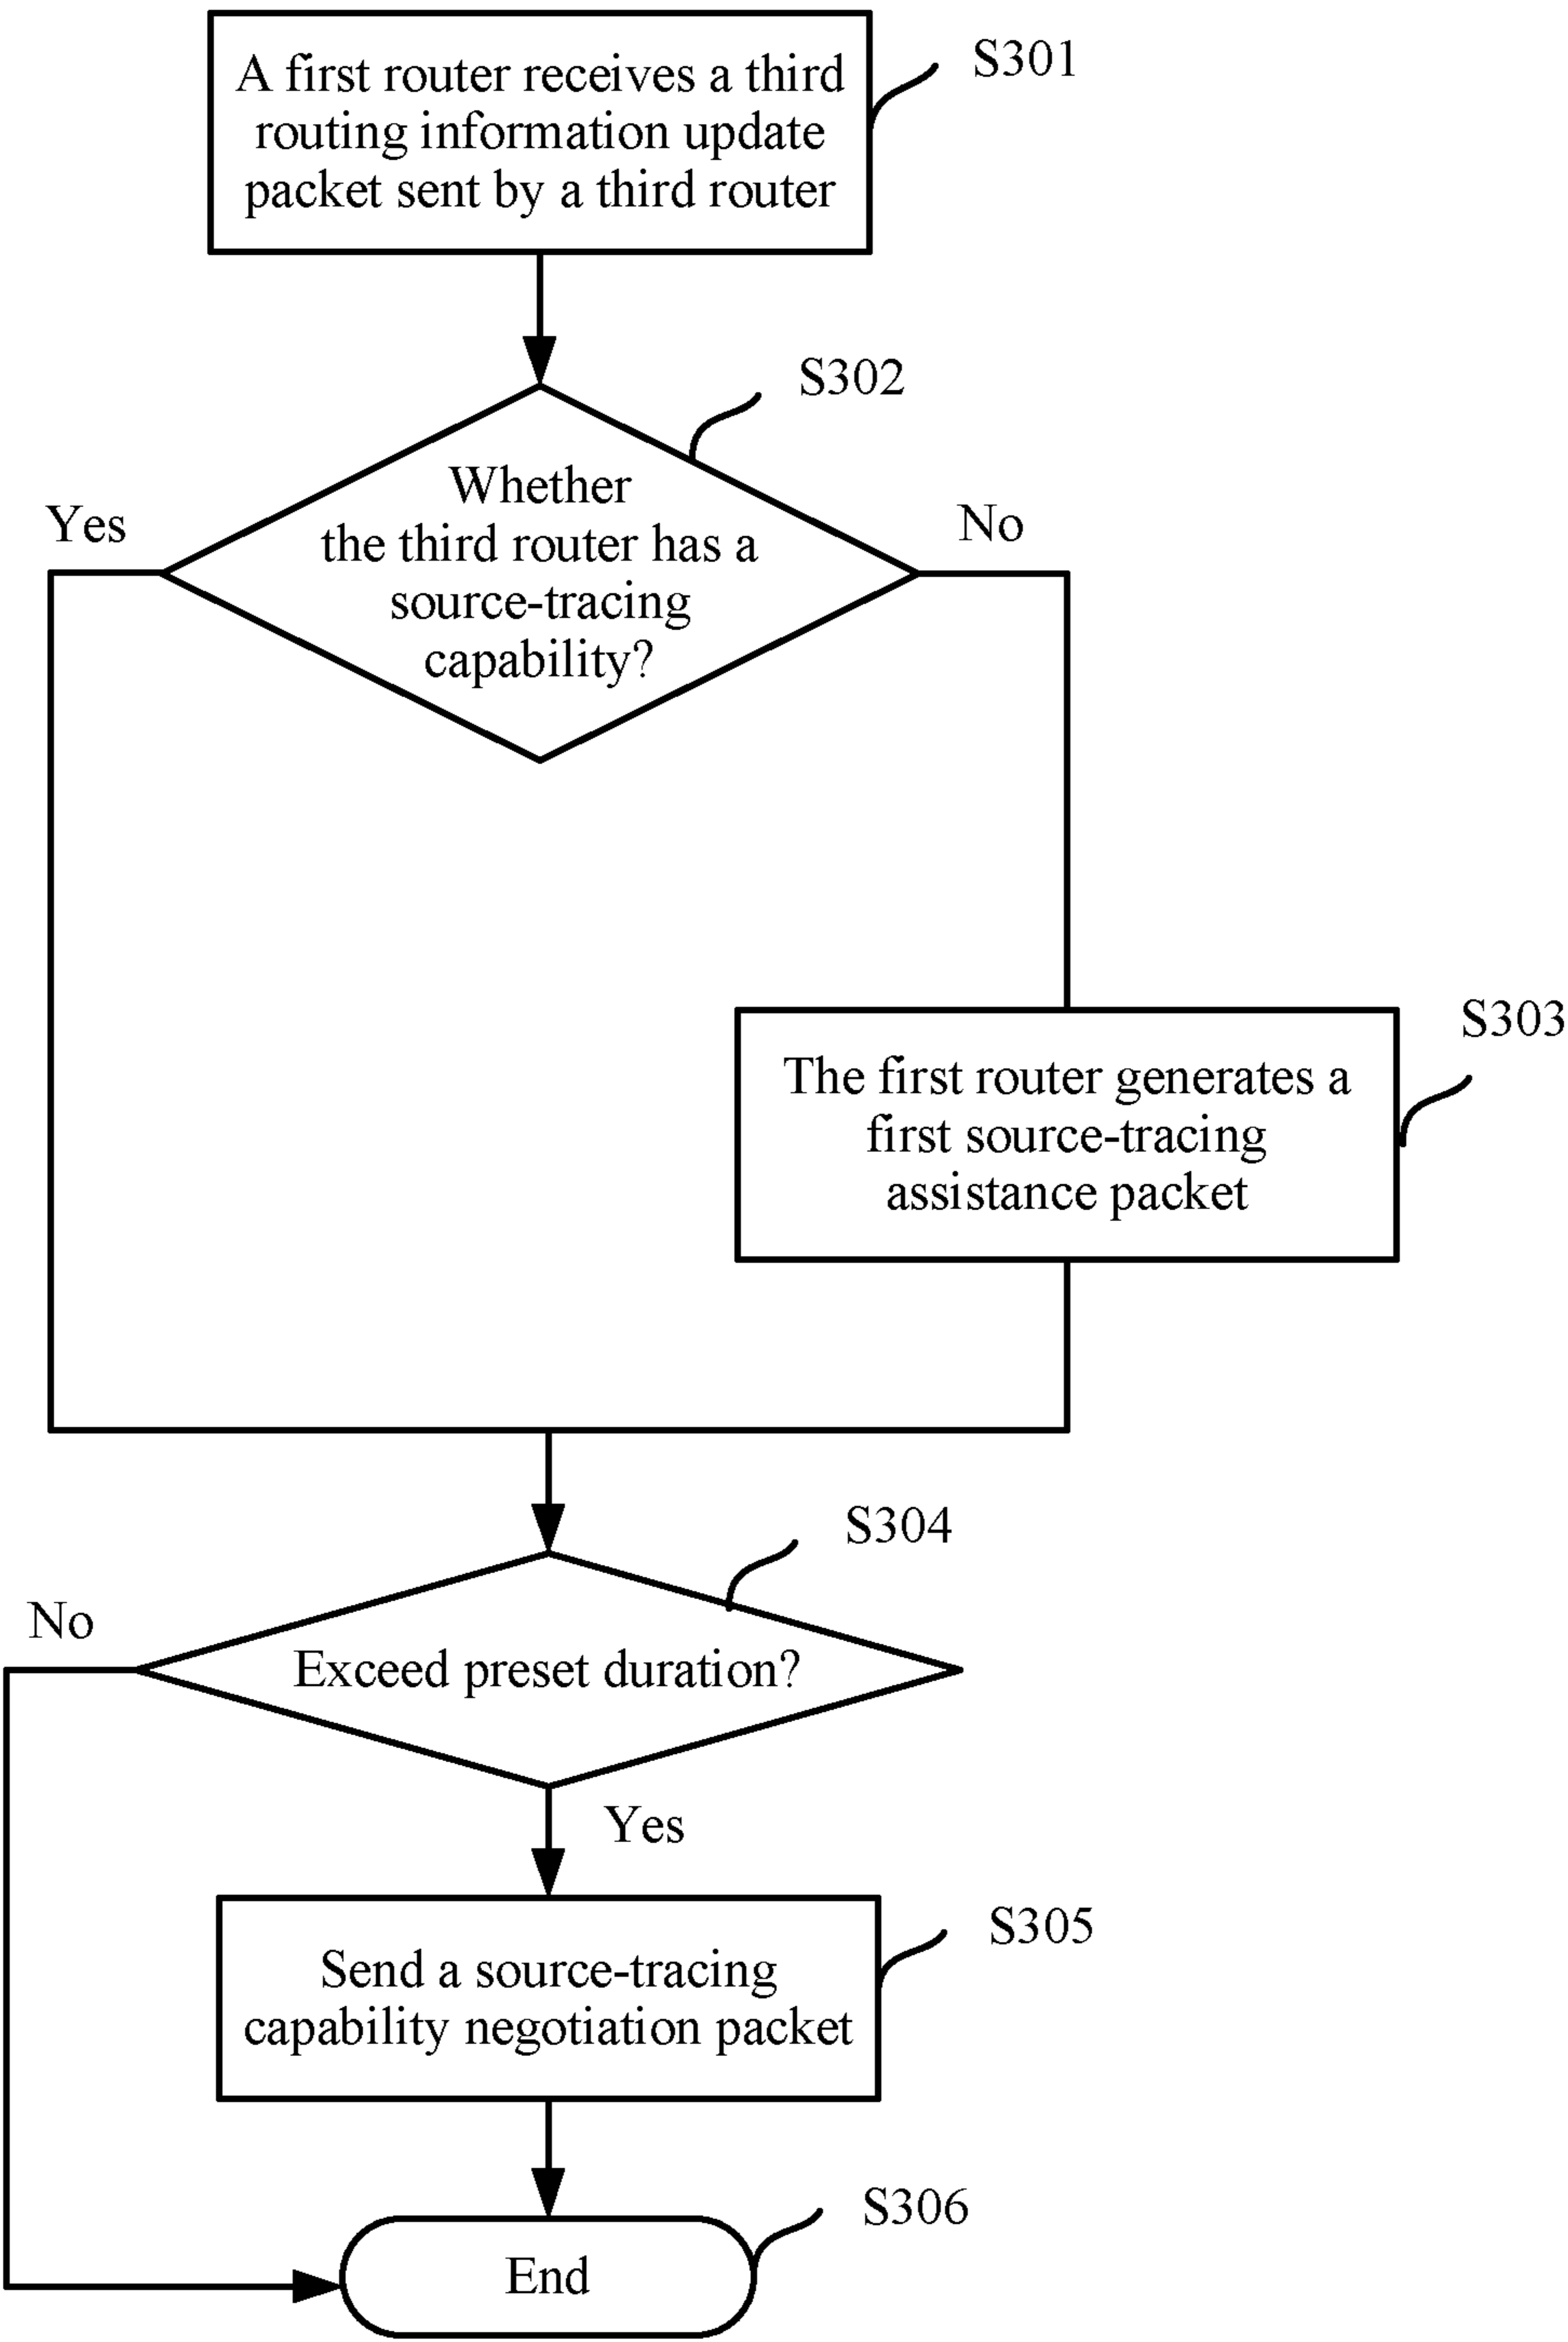 A first router receives a third
routing information update
packet sent by a third router
S301
S302
Whether
the third router has a
source-tracing
capability?
Yes
No
S303
The first router generates a
first source-tracing
assistance packet
S304
No
Exceed preset duration?
Yes
S305
Send a source-tracing
capability negotiation packet
S306
End